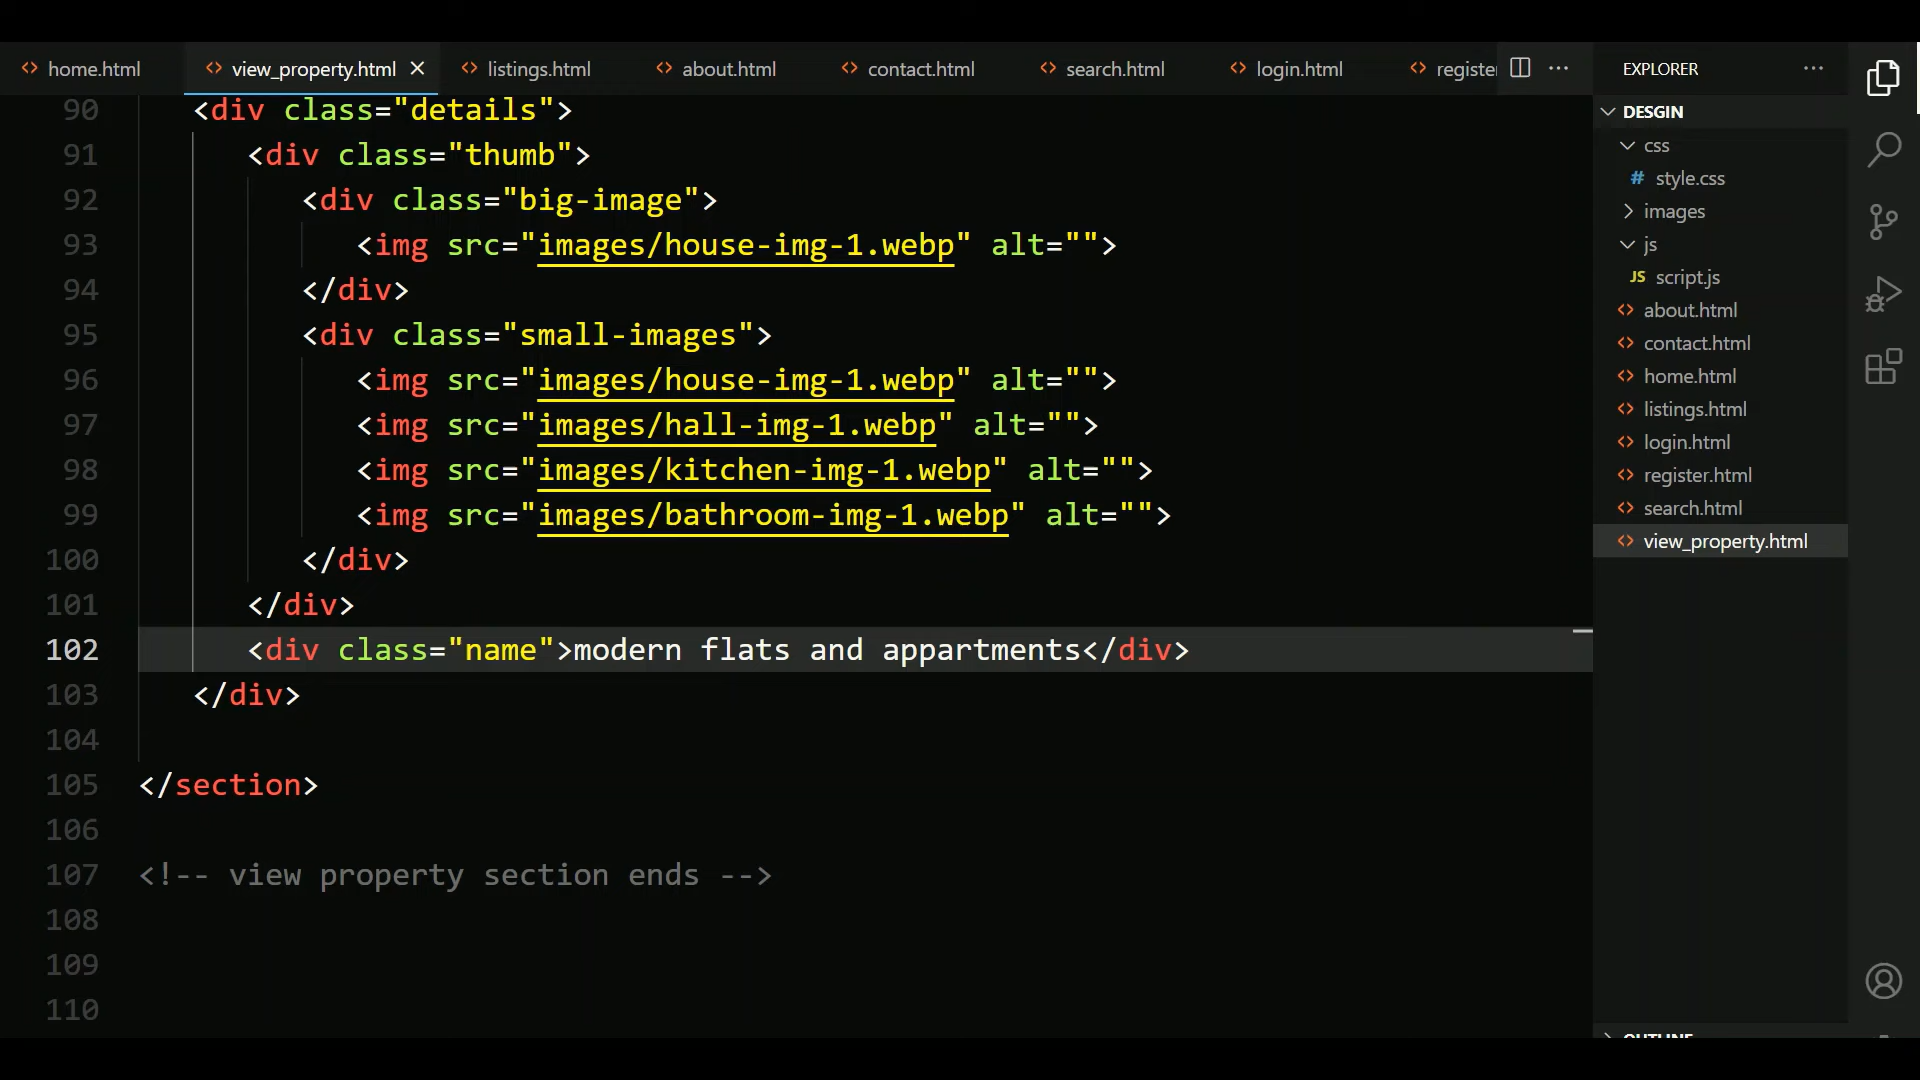 home.html view_property.html listings.html about.html contact.html search.html login.html register
90 <div class="details">
91 <div class="thumb">
92 <div class="big-image">
93 <img src="images/house-img-1.webp" alt="">
94 </div>
95 <div class="small-images">
96 <img src="images/house-img-1.webp" alt="">
97 <img src="images/hall-img-1.webp" alt="">
98 <img src="images/kitchen-img-1.webp" alt="">
99 <img src="images/bathroom-img-1.webp" alt="">
100 </div>
101 </div>
102 <div class="name">modern flats and appartments</div>
103 </div>
104
105 </section>
106
107 <!-- view property section ends -->
108
109
110
EXPLORER
DESGIN
css
# style.css
images
js
JS script.js
about.html
contact.html
home.html
listings.html
login.html
register.html
search.html
view_property.html
OUTLINE